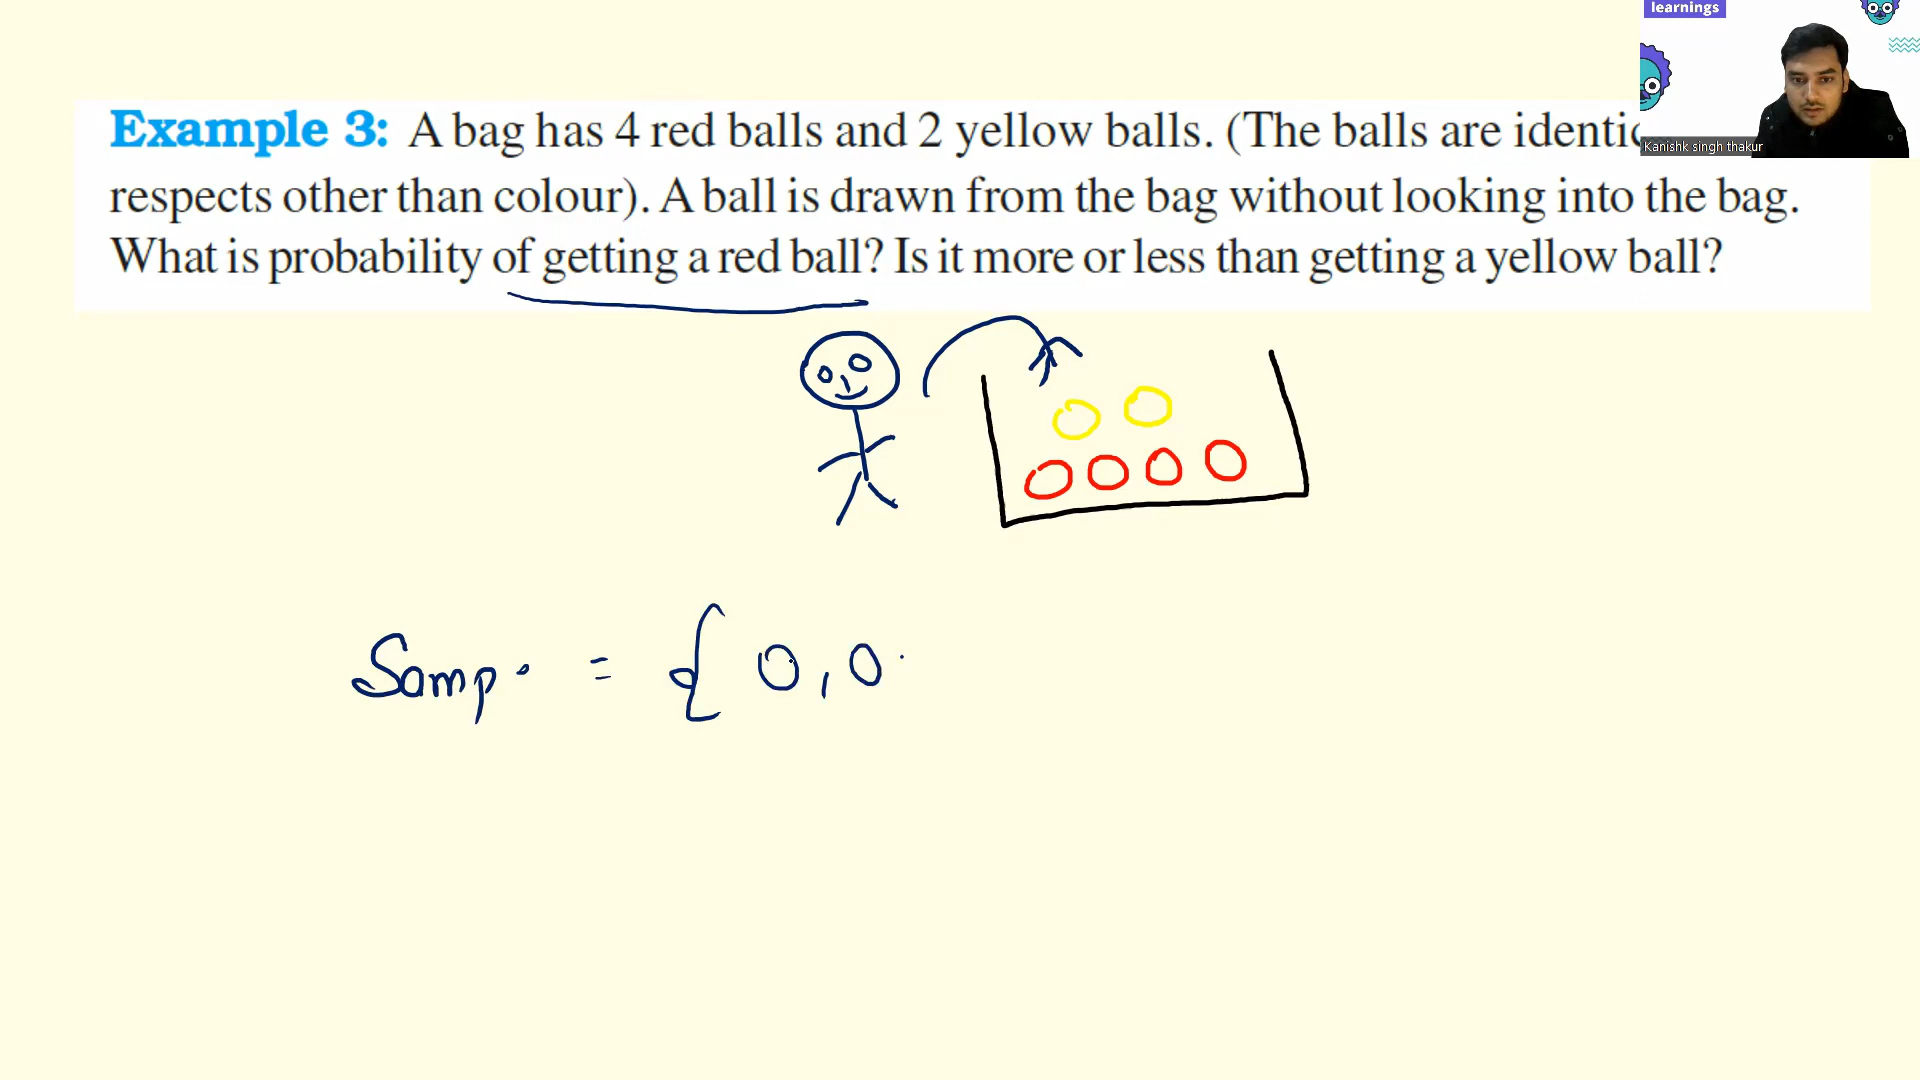 learnings
Kanishk singh thakur
Example 3: A bag has 4 red balls and 2 yellow balls. (The balls are identic
respects other than colour). A ball is drawn from the bag without looking into the bag.
What is probability of getting a red ball? Is it more or less than getting a yellow ball?
Samp. = { O, O